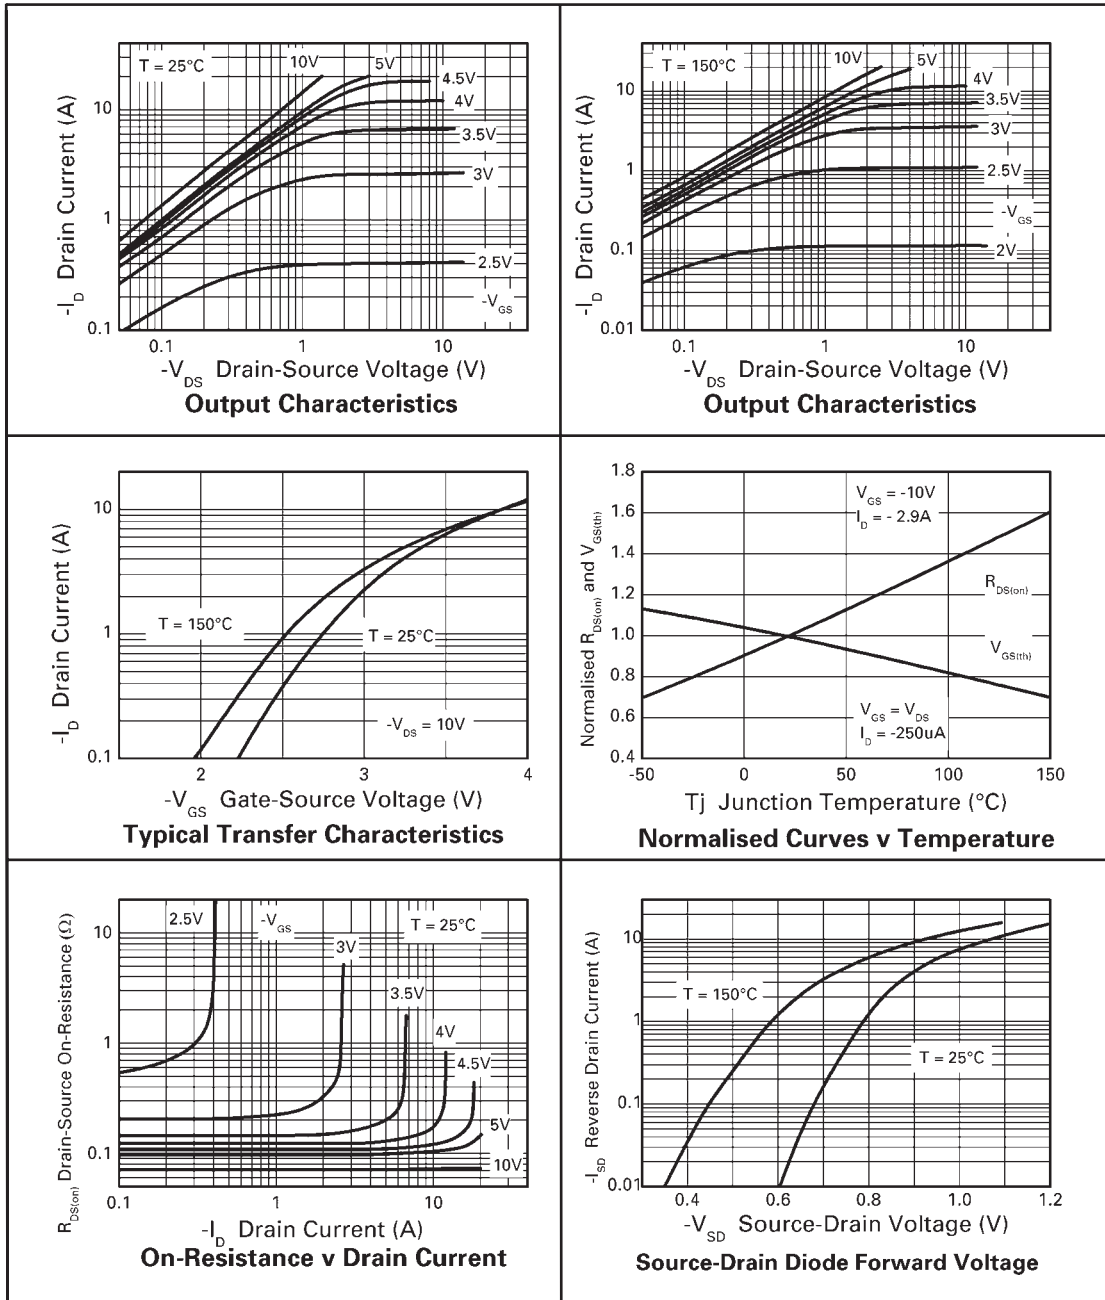 T = 25°C
10V
5V
4.5V
4V
3.5V
3V
2.5V
-VGS
10
1
0.1
0.1
1
10
-ID Drain Current (A)
-VDS Drain-Source Voltage (V)
Output Characteristics
T = 150°C
10V
5V
4V
3.5V
3V
2.5V
-VGS
2V
10
1
0.1
0.01
0.1
1
10
-ID Drain Current (A)
-VDS Drain-Source Voltage (V)
Output Characteristics
10
1
0.1
T = 150°C
T = 25°C
-VDS = 10V
2
3
4
-ID Drain Current (A)
-VGS Gate-Source Voltage (V)
Typical Transfer Characteristics
1.8
1.6
1.4
1.2
1.0
0.8
0.6
0.4
VGS = -10V
ID = - 2.9A
RDS(on)
VGS(th)
VGS = VDS
ID = -250uA
-50
0
50
100
150
Normalised RDS(on) and VGS(th)
Tj Junction Temperature (°C)
Normalised Curves v Temperature
2.5V
-VGS
T = 25°C
3V
3.5V
4V
4.5V
5V
10V
10
1
0.1
0.1
1
10
RDS(on) Drain-Source On-Resistance (Ω)
-ID Drain Current (A)
On-Resistance v Drain Current
10
1
0.1
0.01
T = 150°C
T = 25°C
0.4
0.6
0.8
1.0
1.2
-ISD Reverse Drain Current (A)
-VSD Source-Drain Voltage (V)
Source-Drain Diode Forward Voltage